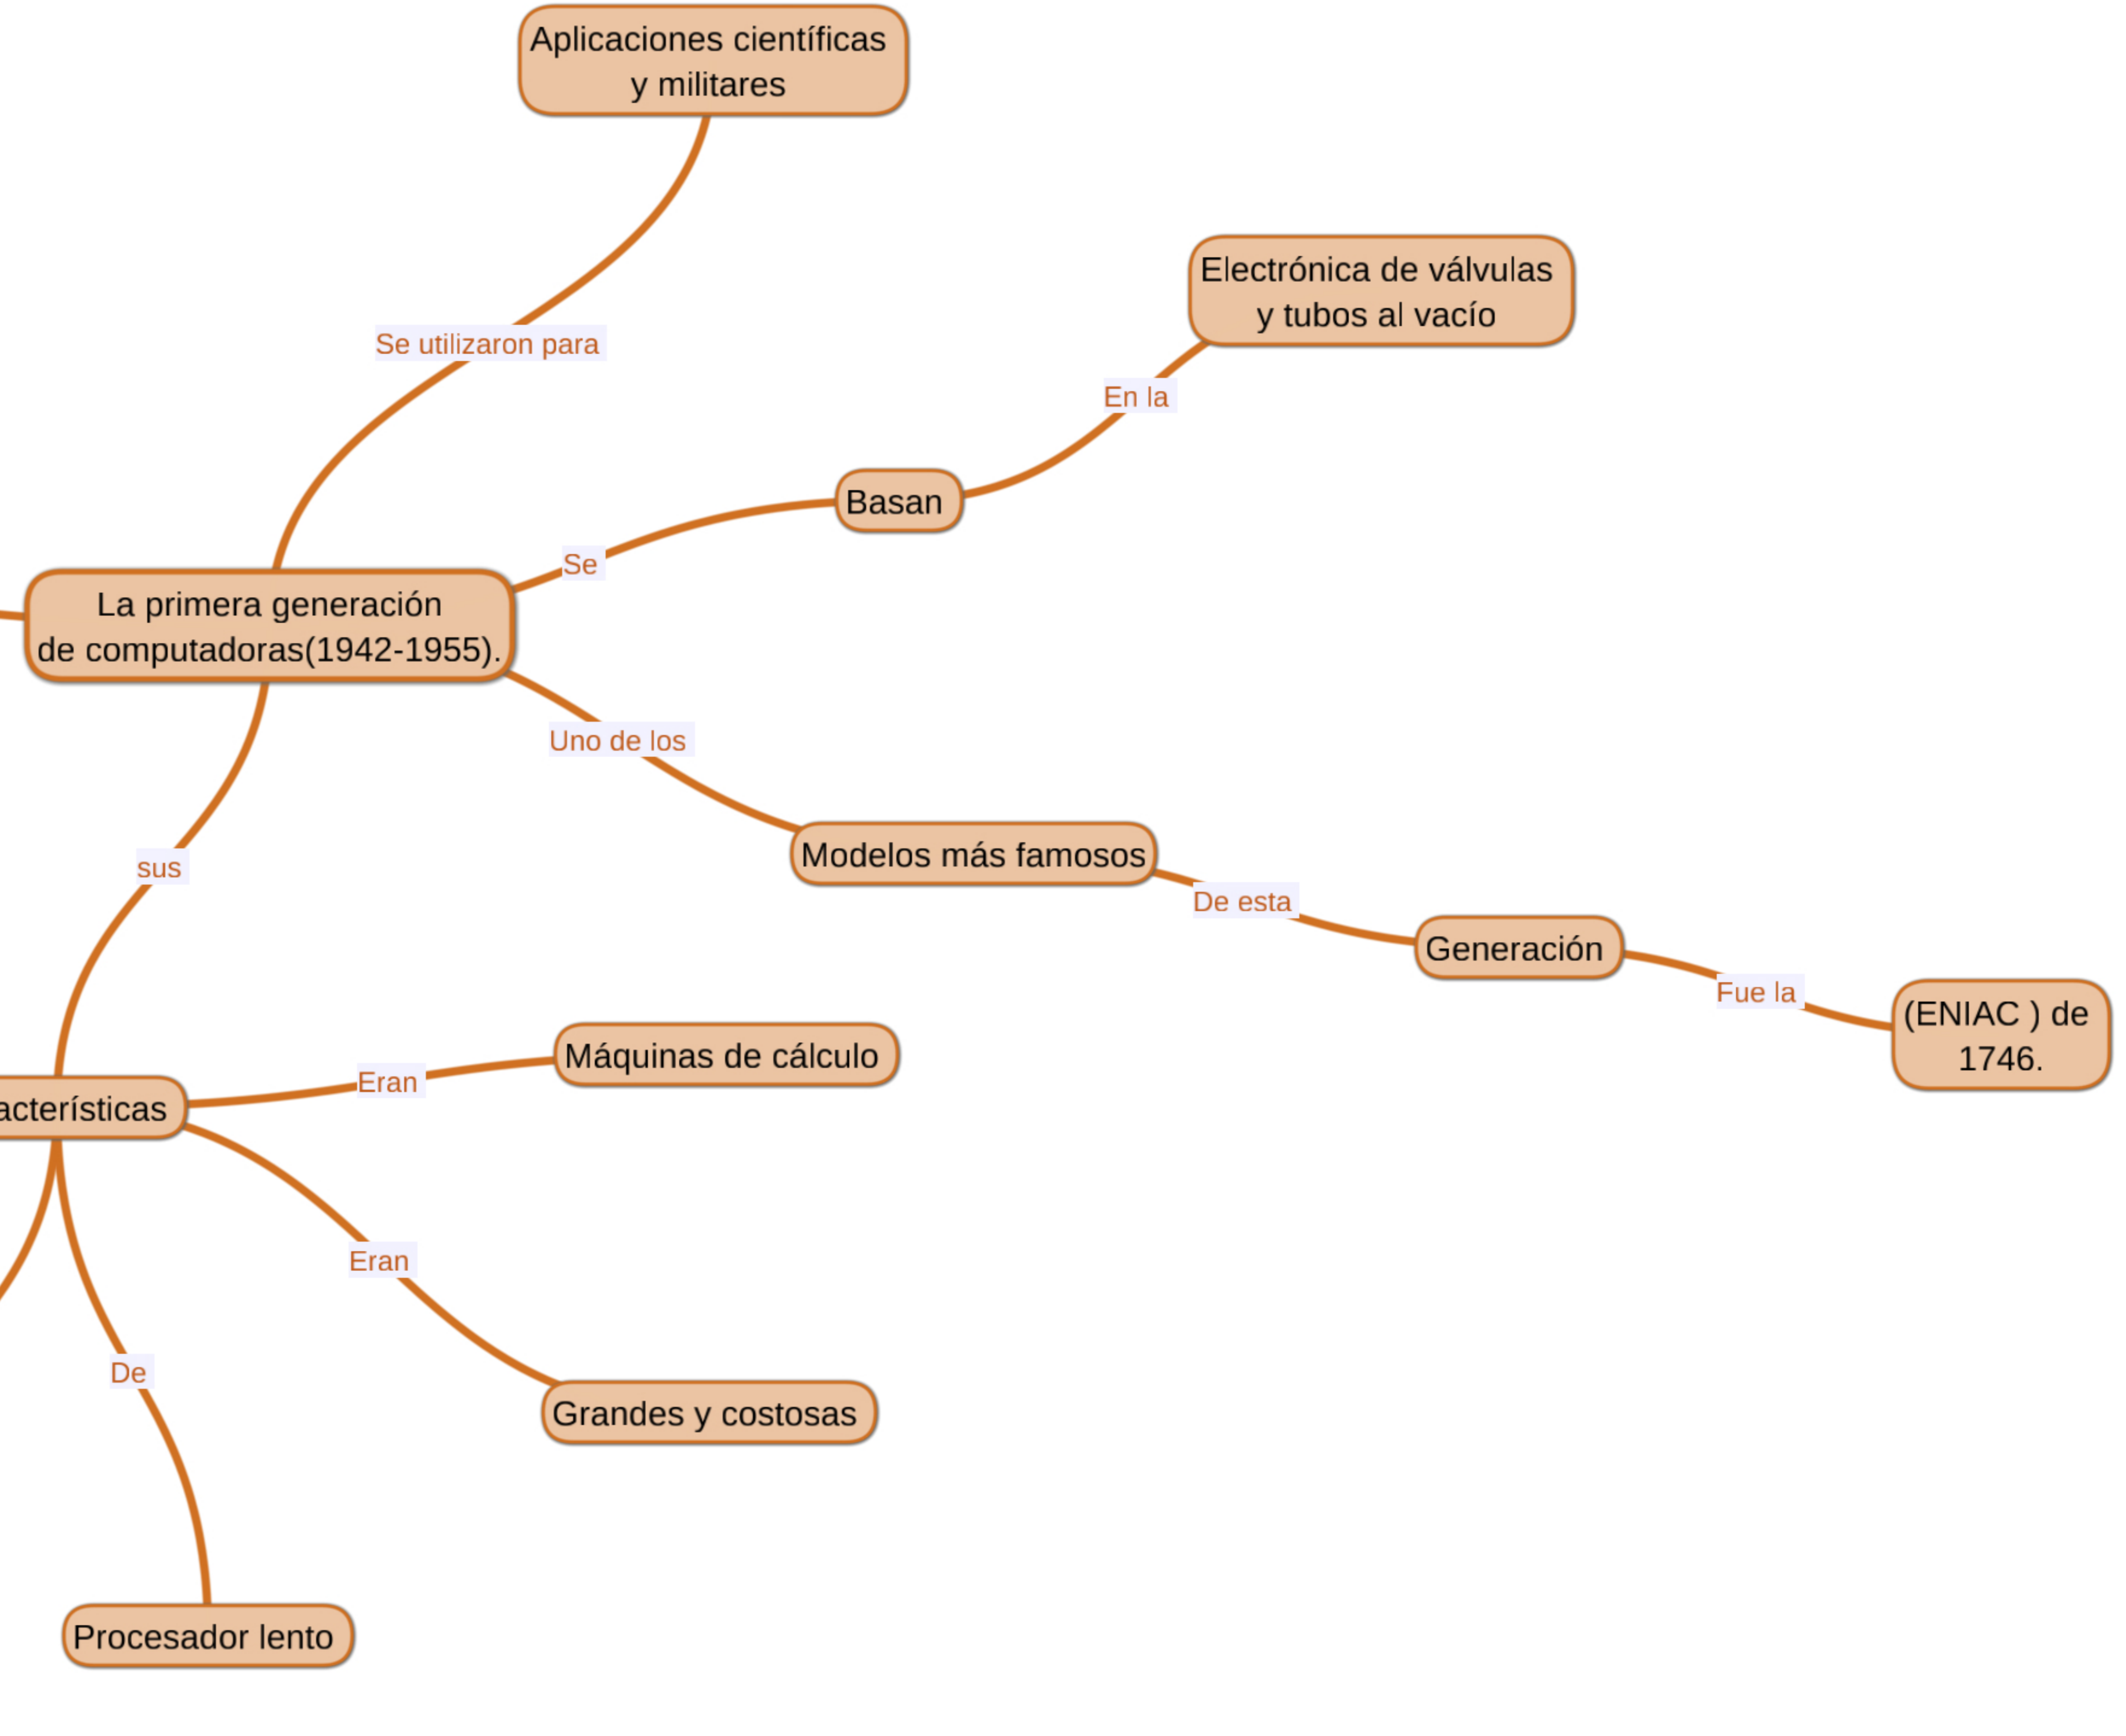 Aplicaciones científicas
y militares
Se utilizaron para
Electrónica de válvulas
y tubos al vacío
En la
Basan
Se
La primera generación
de computadoras(1942-1955).
Uno de los
Modelos más famosos
De esta
Generación
Fue la
(ENIAC ) de
1746.
sus
acterísticas
Eran
Máquinas de cálculo
Eran
Grandes y costosas
De
Procesador lento